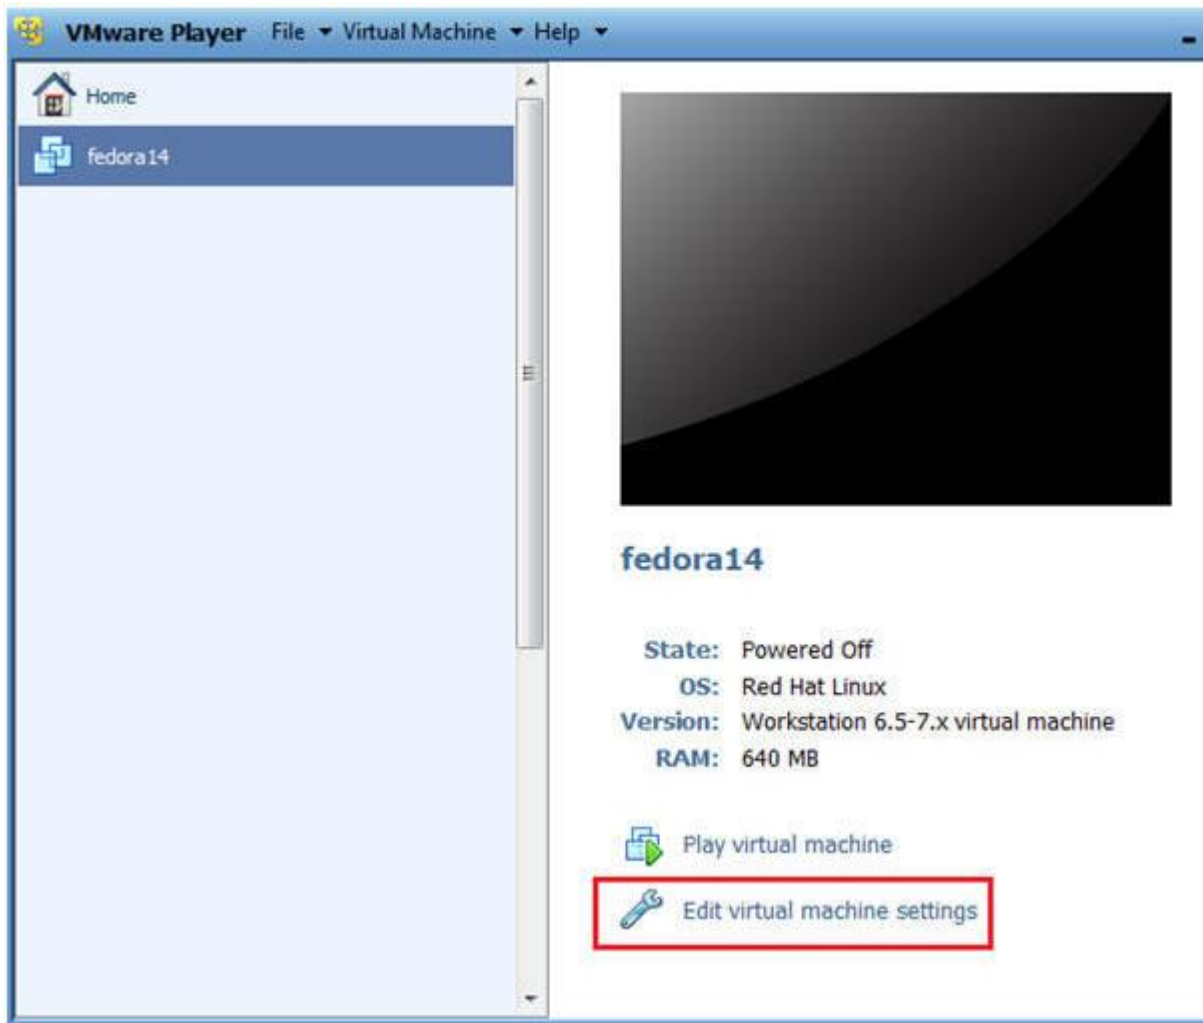 VMware Player File Virtual Machine Help
Home
fedora14
fedora14
State: Powered Off
OS: Red Hat Linux
Version: Workstation 6.5-7.x virtual machine
RAM: 640 MB
Play virtual machine
Edit virtual machine settings